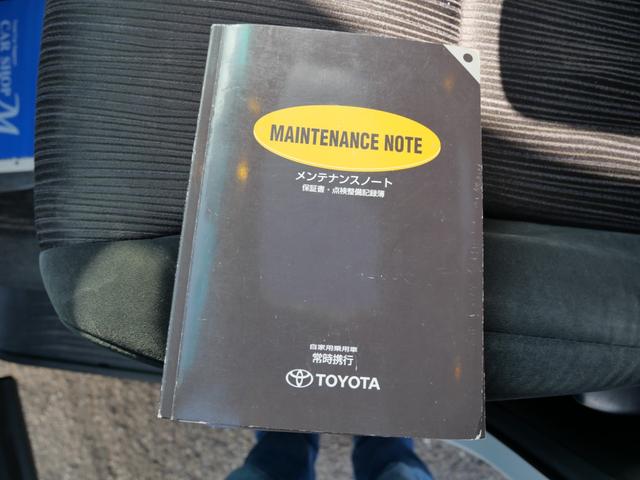 MAINTENANCE NOTE
メンテナンスノート
保証書・点検整備記録簿
自家用乗用車
常時携行
TOYOTA
CAR SHOP 7M